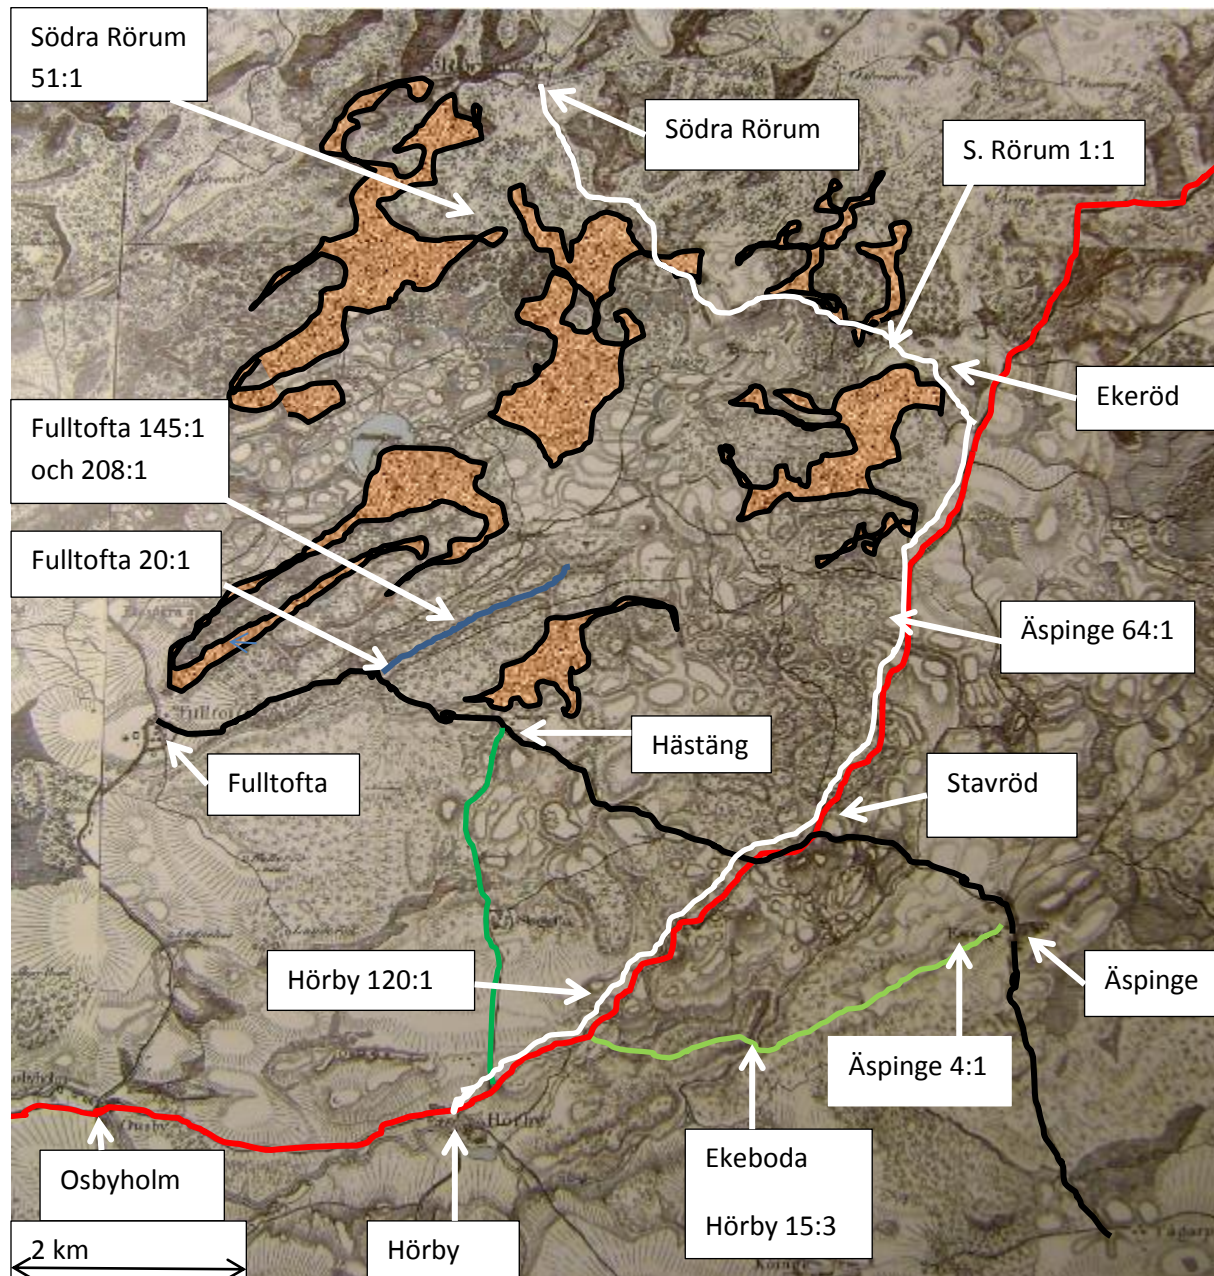 Södra Rörum
51:1
Södra Rörum
S. Rörum 1:1
Ekeröd
Fulltofta 145:1
och 208:1
Fulltofta 20:1
Äspinge 64:1
Hästäng
Fulltofta
Stavröd
Hörby 120:1
Äspinge
Äspinge 4:1
Hörby
Osbyholm
Ekeboda
Hörby 15:3
Hörby
2 km